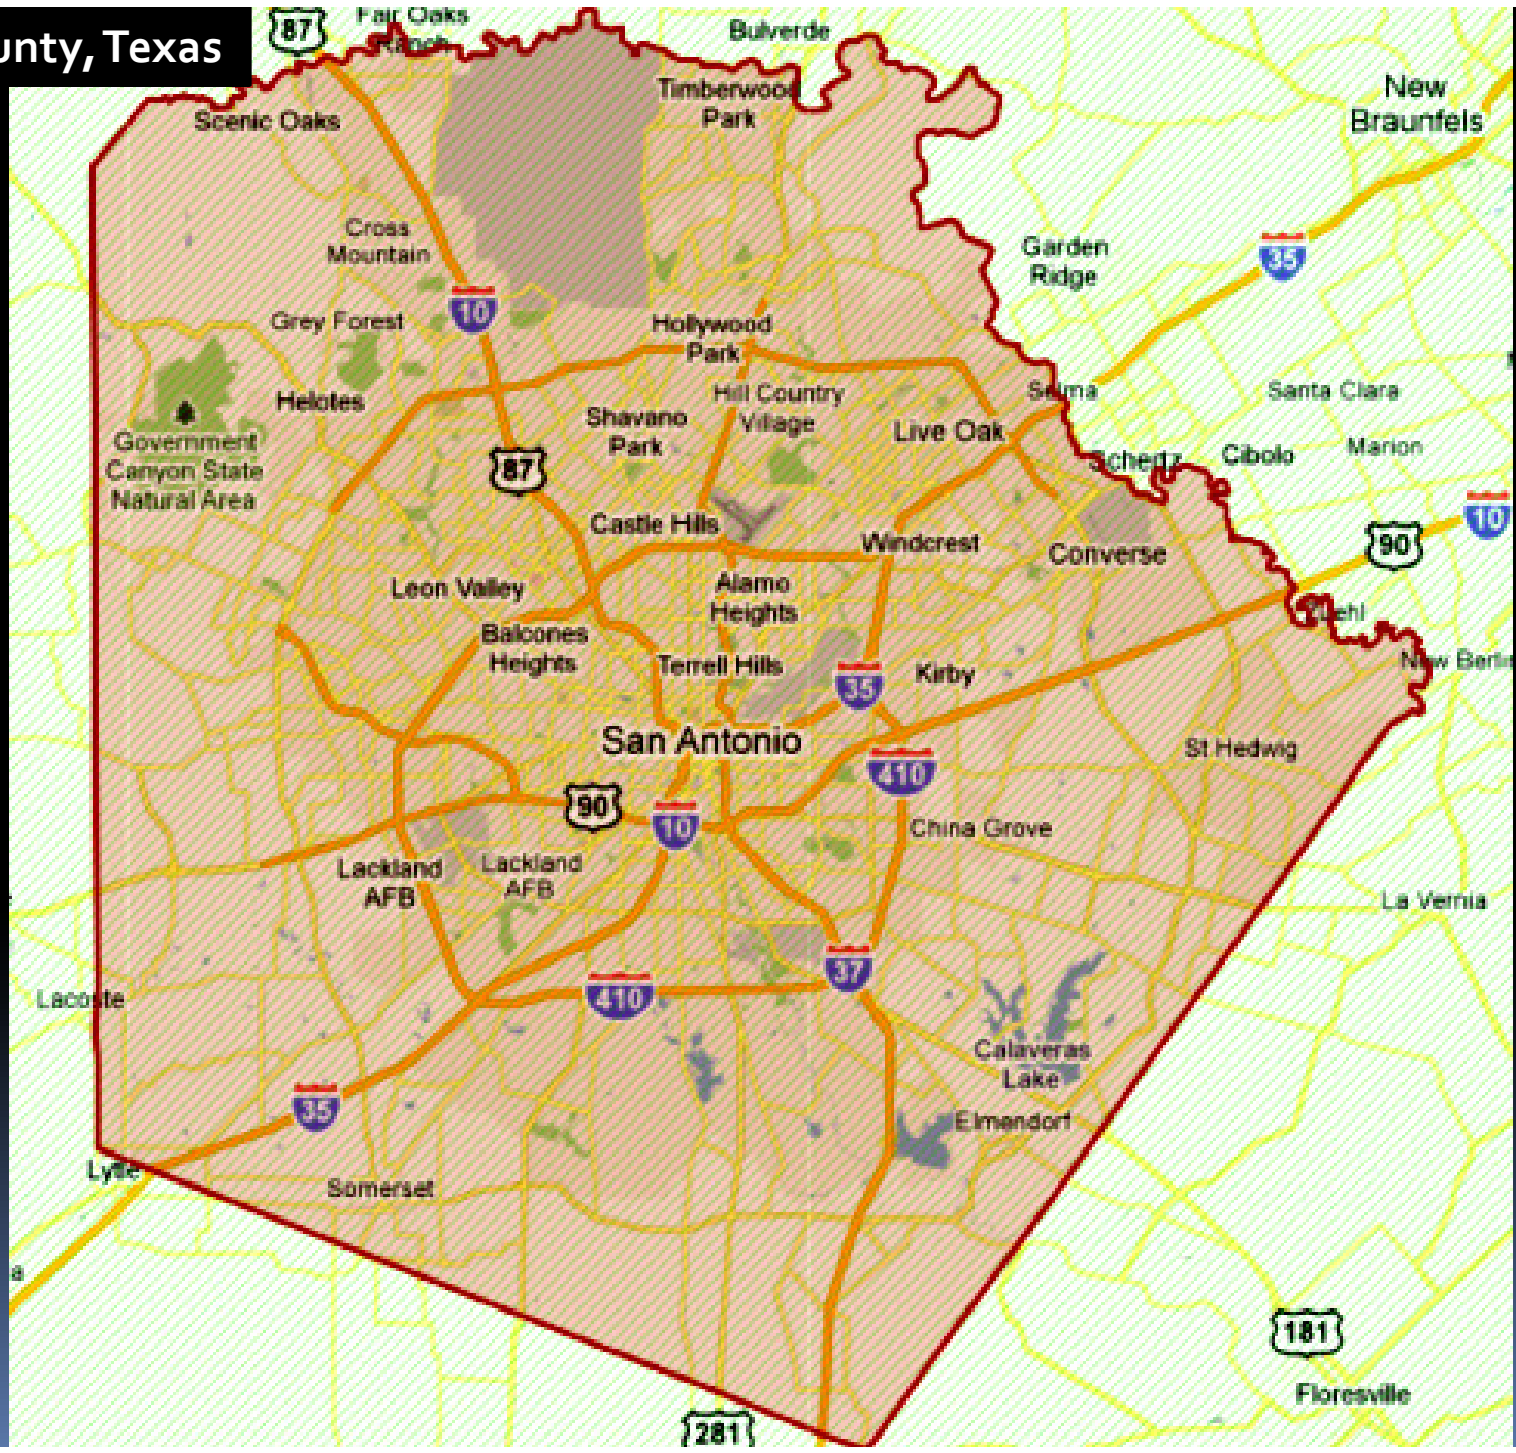 unty, Texas
87
Fair Oaks
Ranch
Bulverde
New
Braunfels
Timberwood
Park
Scenic Oaks
Cross
Mountain
Garden
Ridge
35
10
Grey Forest
Hollywood
Park
Helotes
Hill Country
Village
Selma
Santa Clara
Shavano
Park
Live Oak
Government
Canyon State
Natural Area
87
Schertz
Cibolo
Marion
10
90
Castle Hills
Windcrest
Converse
Leon Valley
Alamo
Heights
Balcones
Heights
Terrell Hills
35
Kirby
New Berlin
San Antonio
St Hedwig
410
90
10
China Grove
Lackland
AFB
Lackland
AFB
La Vernia
37
Lacoste
410
Calaveras
Lake
35
Elmendorf
Lytle
Somerset
a
181
Floresville
281